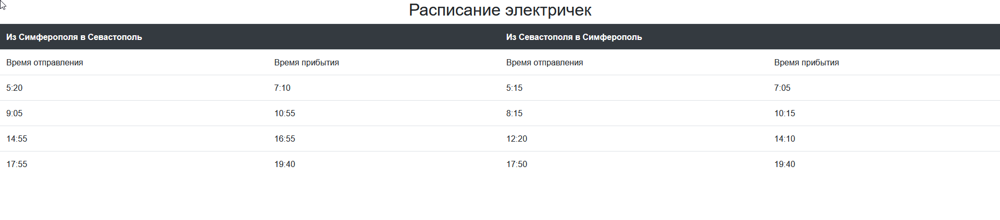 Расписание электричек
Из Симферополя в Севастополь Из Севастополя в Симферополь
Время отправления Время прибытия Время отправления Время прибытия
5:20 7:10 5:15 7:05
9:05 10:55 8:15 10:15
14:55 16:55 12:20 14:10
17:55 19:40 17:50 19:40